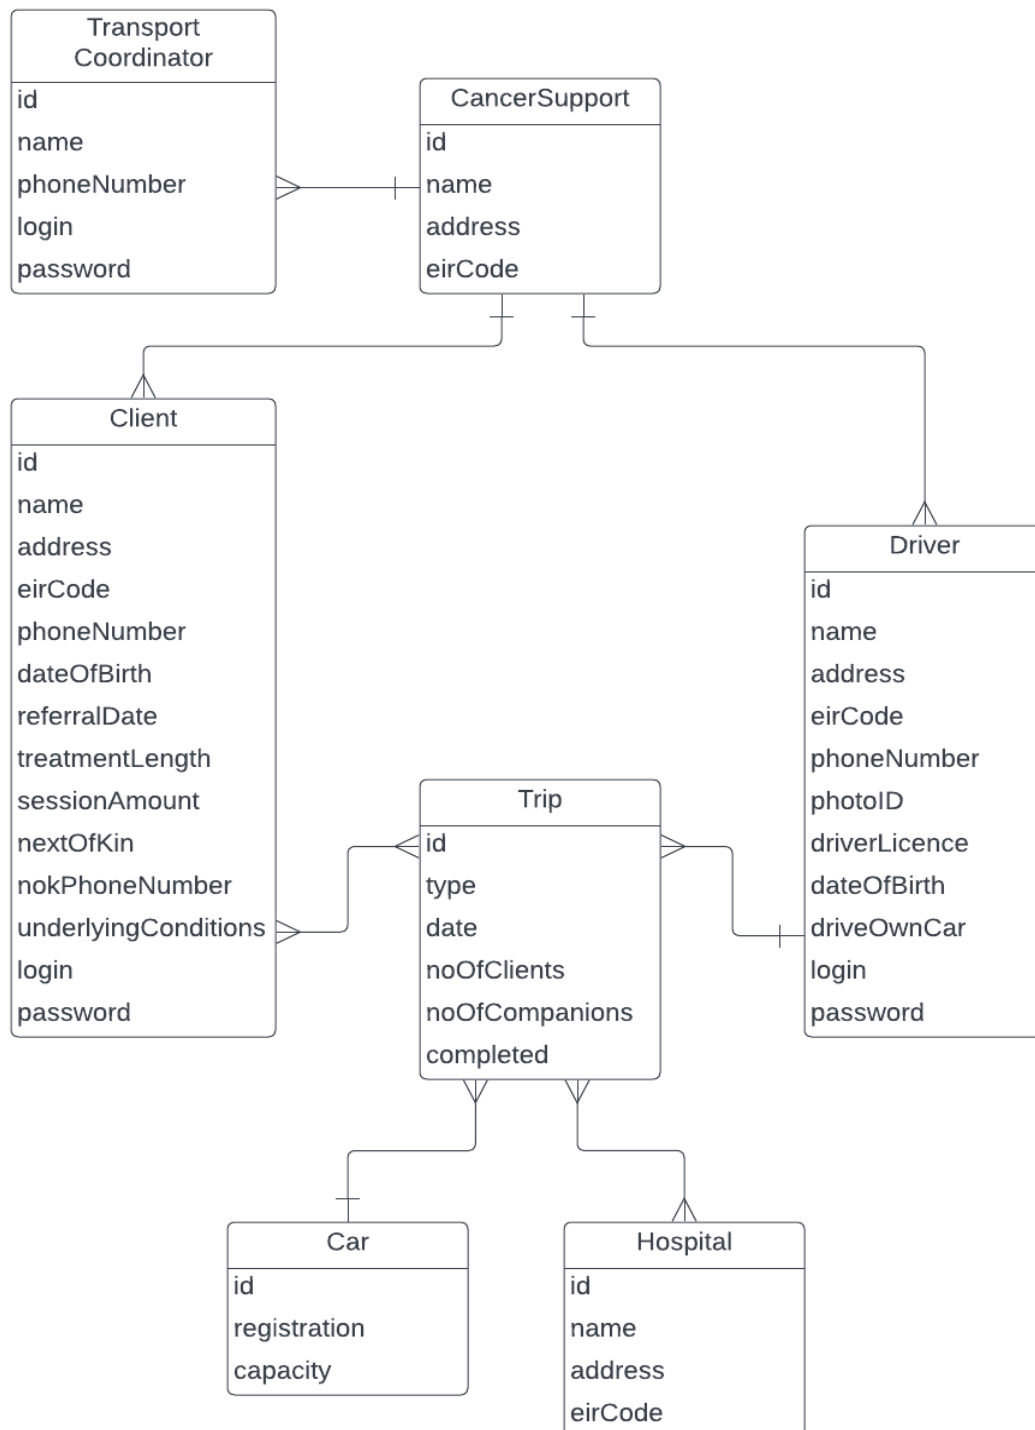 Transport
Coordinator
id
name
phoneNumber
login
password
CancerSupport
id
name
address
eirCode
Client
id
name
address
eirCode
phoneNumber
dateOfBirth
referralDate
treatmentLength
sessionAmount
nextOfKin
nokPhoneNumber
underlyingConditions
login
password
Driver
id
name
address
eirCode
phoneNumber
photoID
driverLicence
dateOfBirth
driveOwnCar
login
password
Trip
id
type
date
noOfClients
noOfCompanions
completed
Car
id
registration
capacity
Hospital
id
name
address
eirCode